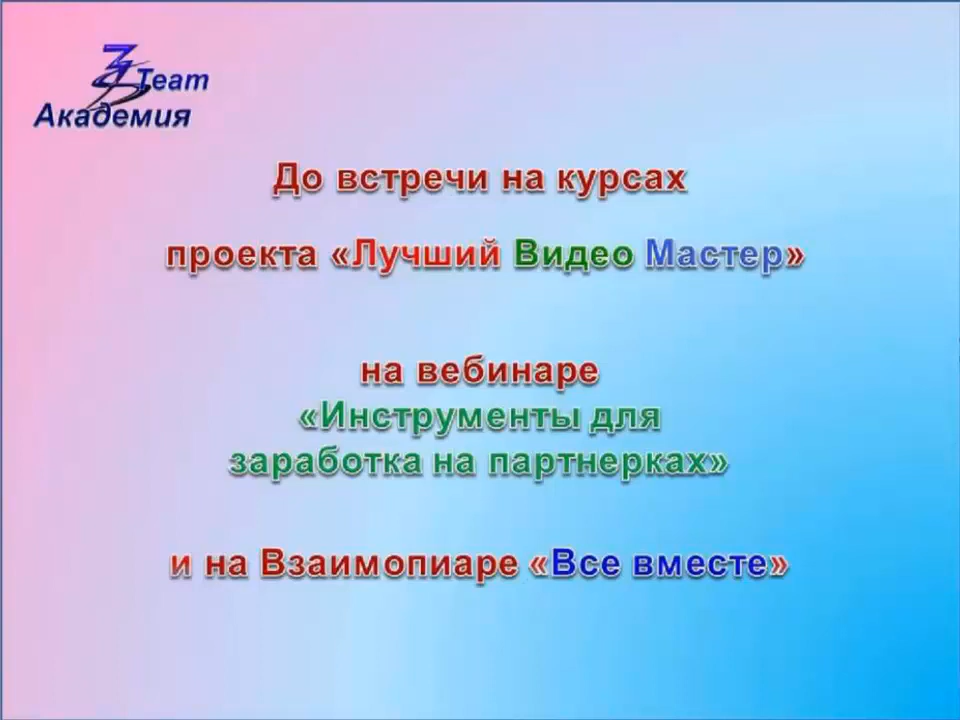 Team
Академия
До встречи на курсах
проекта «Лучший Видео Мастер»
на вебинаре
«Инструменты для
заработка на партнерках»
и на Взаимопиаре «Все вместе»